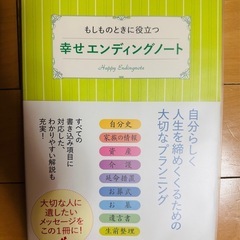 もしものときに役立つ
幸せエンディングノート
Happy Endingnote
自分らしく
人生を締めくくるための
大切なプランニング
自分史
家族の情報
資産
介護
延命措置
お葬式
お墓
遺言書
生前整理
すべての
書き込み項目に
対応した、
わかりやすい解説も
充実!
大切な人に
遺したい
メッセージを
この1冊に!